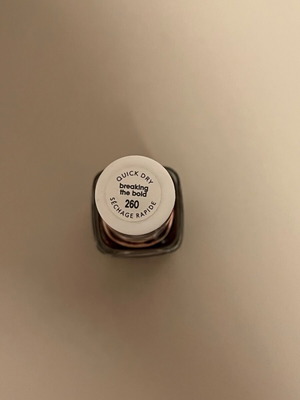 QUICK DRY
breaking
the bold
260
SÉCHAGE RAPIDE